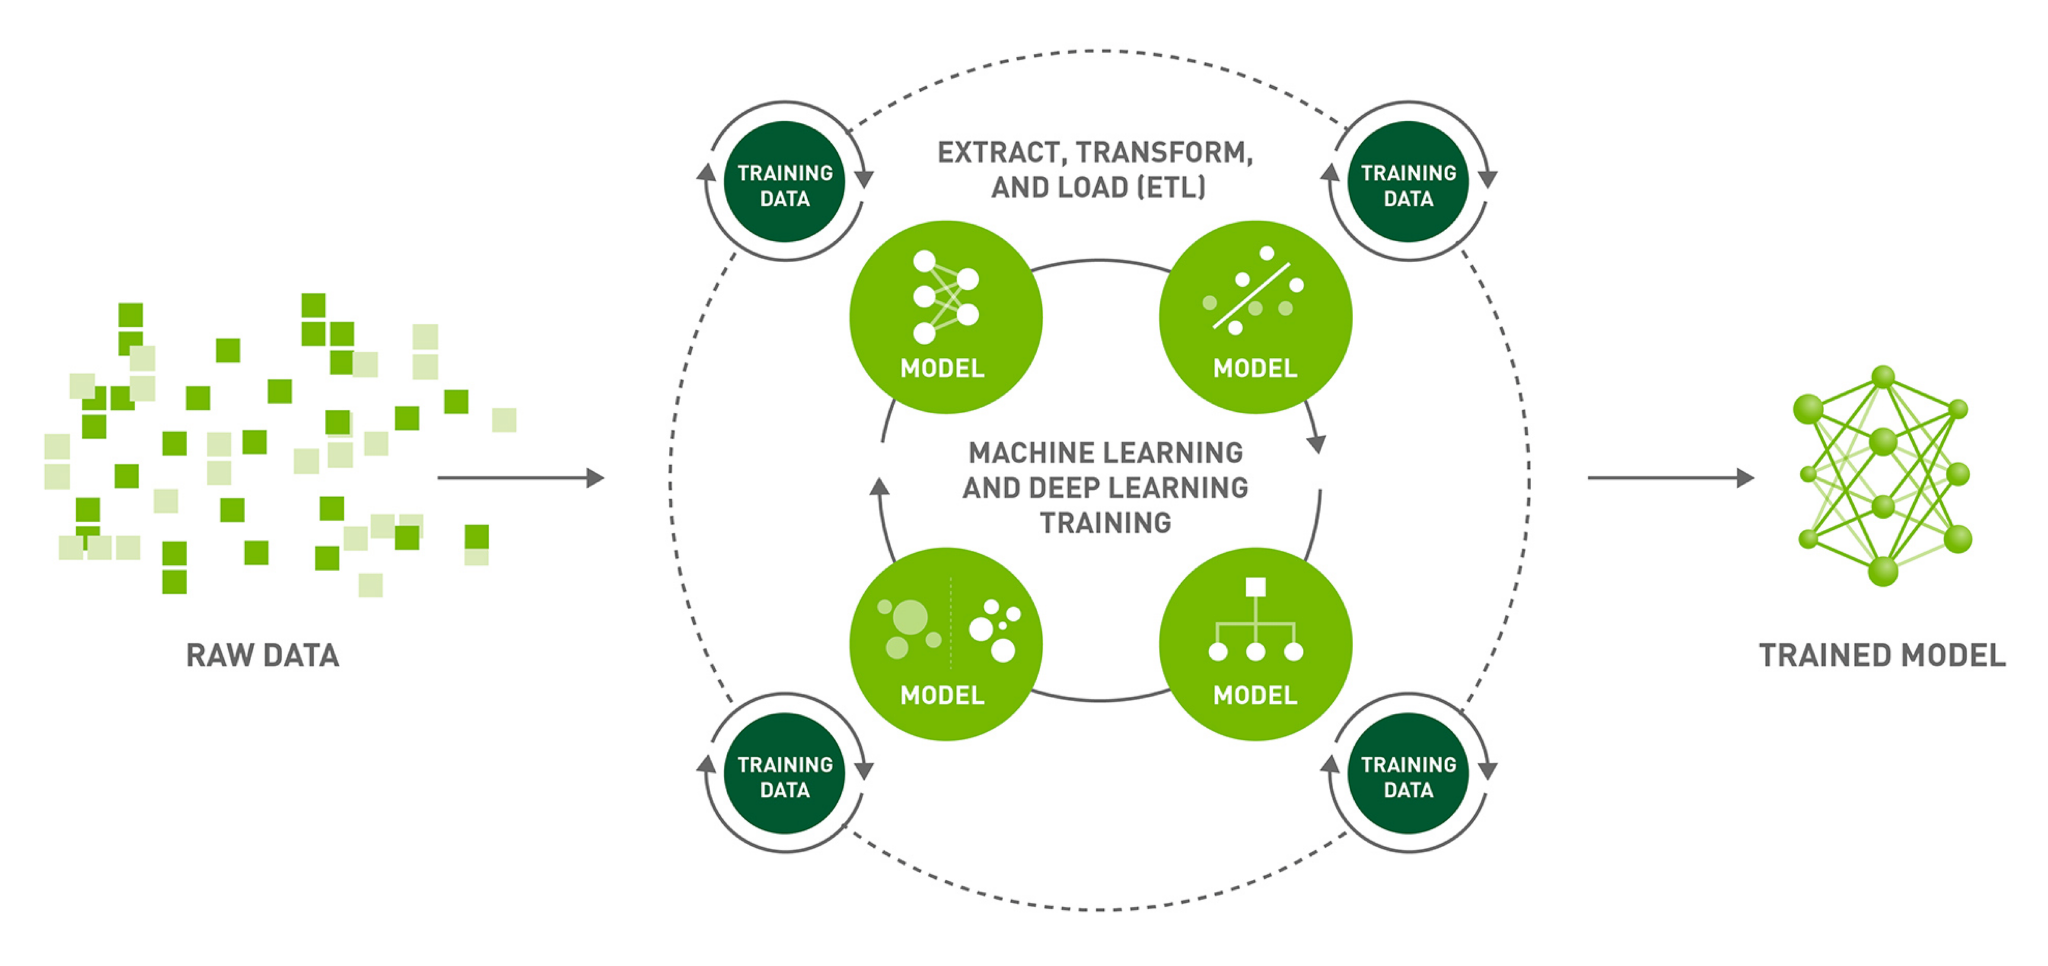 TRAINING
DATA
EXTRACT, TRANSFORM,
AND LOAD (ETL)
TRAINING
DATA
MODEL
MODEL
MACHINE LEARNING
AND DEEP LEARNING
TRAINING
RAW DATA
TRAINED MODEL
MODEL
MODEL
TRAINING
DATA
TRAINING
DATA